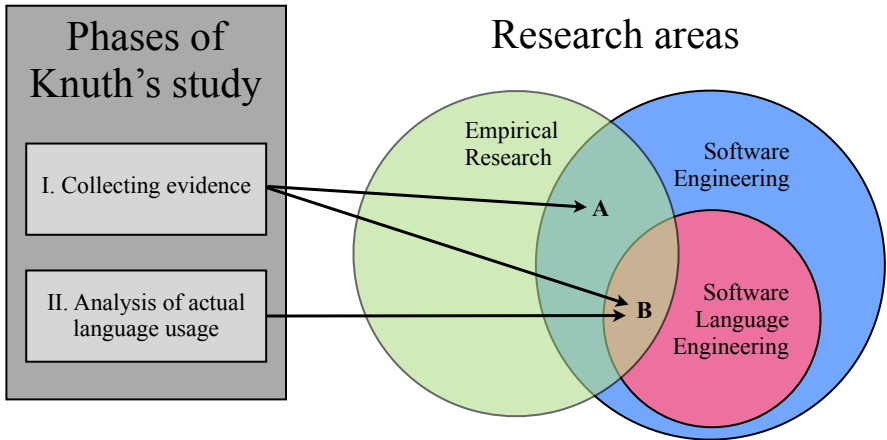 Phases of
Knuth's study
I. Collecting evidence
II. Analysis of actual
language usage
Research areas
Empirical
Research
Software
Engineering
A
B
Software
Language
Engineering